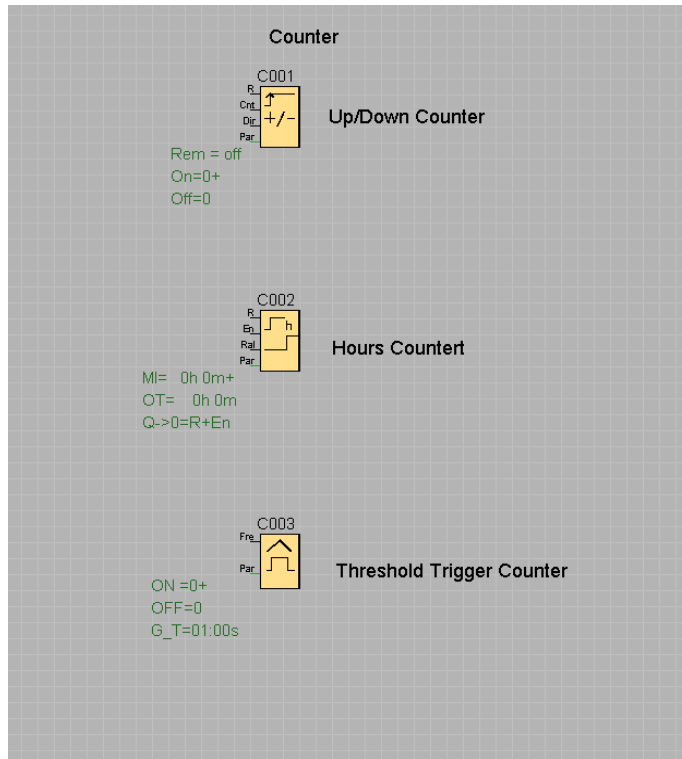 Counter
C001
R
Cnt
Dir +/-
Par
Up/Down Counter
Rem = off
On=0+
Off=0
C002
R
En h
Ral
Par
Hours Countert
MI= 0h 0m+
OT= 0h 0m
Q->0=R+En
C003
Fre
Par
Threshold Trigger Counter
ON =0+
OFF=0
G_T=01:00s